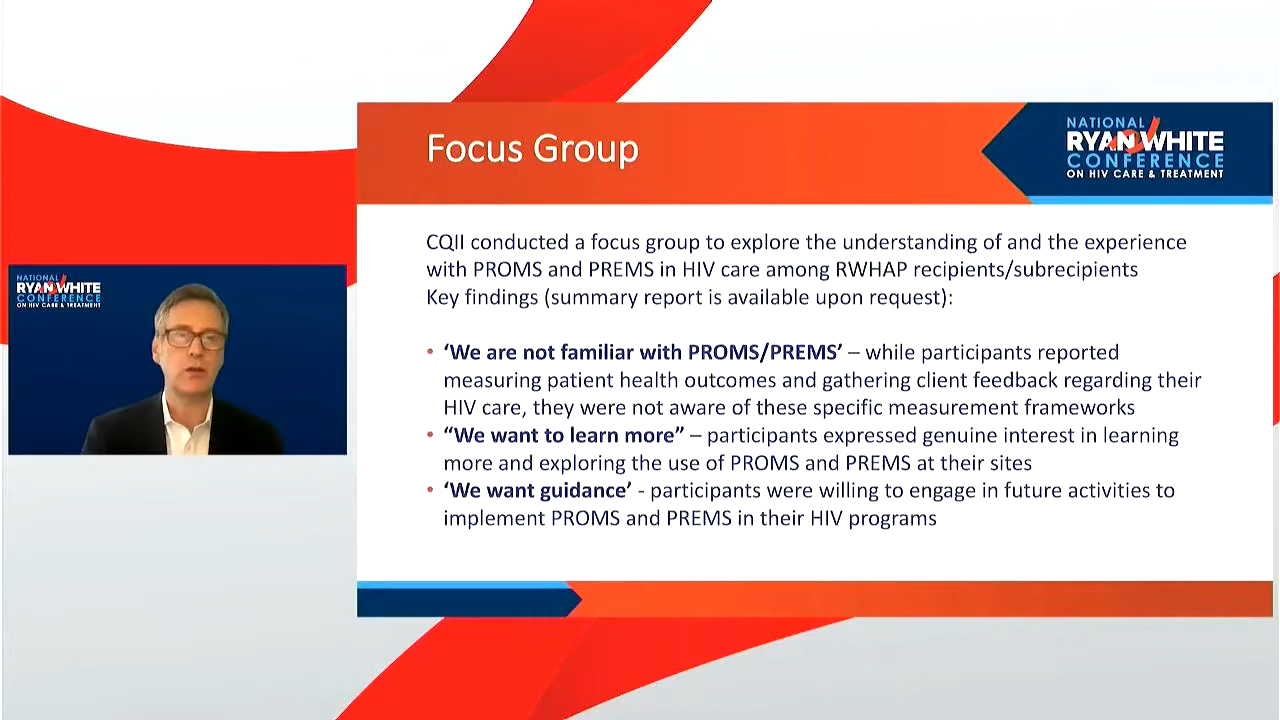 NATIONAL
RYAN WHITE
CONFERENCE
ON HIV CARE & TREATMENT
Focus Group
NATIONAL
RYAN WHITE
CONFERENCE
ON HIV CARE & TREATMENT
CQII conducted a focus group to explore the understanding of and the experience
with PROMS and PREMS in HIV care among RWHAP recipients/subrecipients
Key findings (summary report is available upon request):
• ‘We are not familiar with PROMS/PREMS’ – while participants reported
measuring patient health outcomes and gathering client feedback regarding their
HIV care, they were not aware of these specific measurement frameworks
• “We want to learn more” – participants expressed genuine interest in learning
more and exploring the use of PROMS and PREMS at their sites
• ‘We want guidance’ - participants were willing to engage in future activities to
implement PROMS and PREMS in their HIV programs